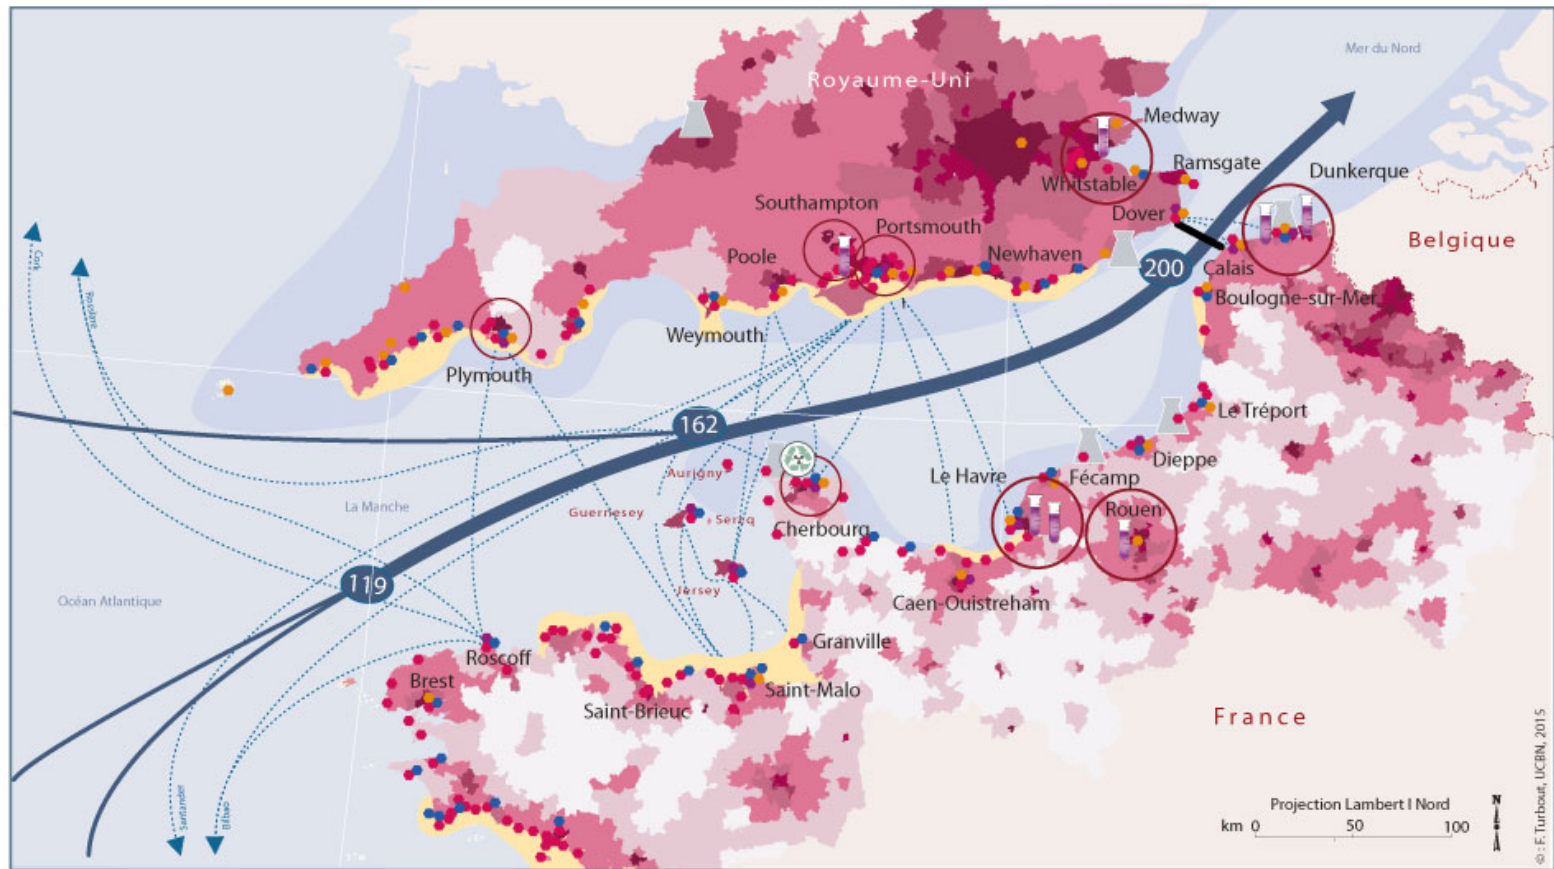 Mer du Nord
Royaume-Uni
Medway
Ramsgate
Dunkerque
Whitstable
Southampton
Dover
Portsmouth
Belgique
Cork
Poole
Newhaven
200
Calais
Rosslare
Boulogne-sur-Mer
Weymouth
Plymouth
Le Tréport
162
Dieppe
Aurigny
Le Havre
Fécamp
La Manche
Guernesey
Sercq
Rouen
Cherbourg
119
Jersey
Océan Atlantique
Caen-Ouistreham
Granville
Roscoff
Brest
Saint-Malo
Saint-Brieuc
France
Santander
Bilbao
Projection Lambert I Nord
N
km 0 50 100
© : F. Turbout, UCBN, 2015